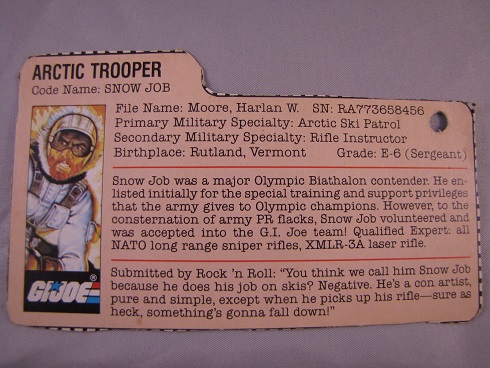 ARCTIC TROOPER
Code Name: SNOW JOB
File Name: Moore, Harlan W. SN: RA773658456
Primary Military Specialty: Arctic Ski Patrol
Secondary Military Specialty: Rifle Instructor
Birthplace: Rutland, Vermont Grade: E-6 (Sergeant)
Snow Job was a major Olympic Biathalon contender. He en-
listed initially for the special training and support privileges
that the army gives to Olympic champions. However, to the
consternation of army PR flacks, Snow Job volunteered and
was accepted into the G.I. Joe team! Qualified Expert: all
NATO long range sniper rifles, XMLR-3A laser rifle.
Submitted by Rock 'n Roll: "You think we call him Snow Job
because he does his job on skis? Negative. He's a con artist,
pure and simple, except when he picks up his rifle—sure as
heck, something's gonna fall down!"
G.I. JOE®